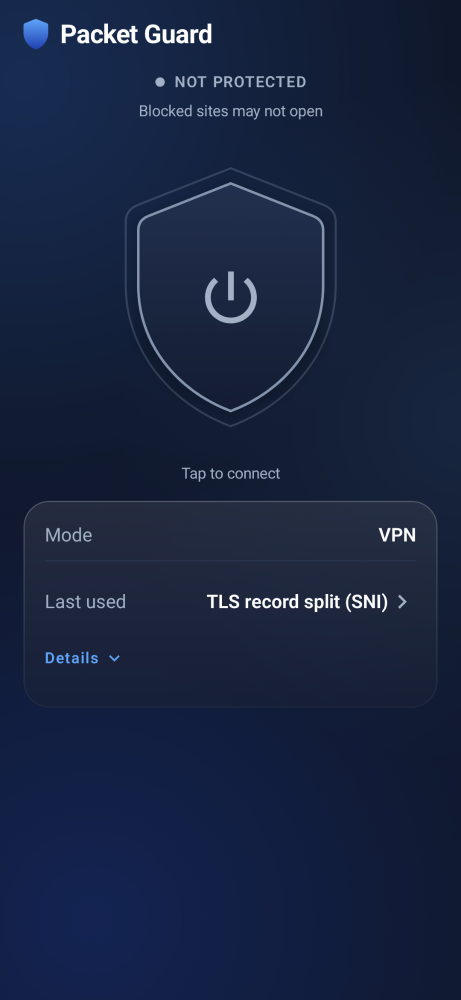 Packet Guard
NOT PROTECTED
Blocked sites may not open
Tap to connect
Mode VPN
Last used TLS record split (SNI)
Details